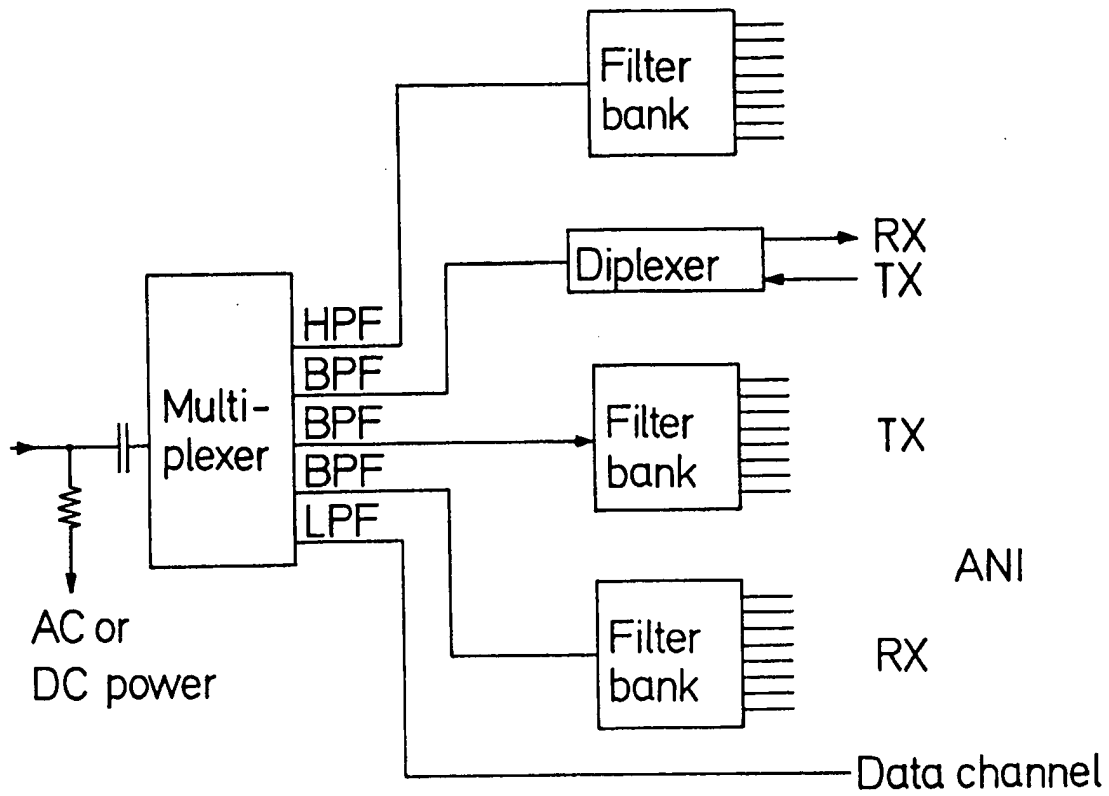 Filter
bank
RX
Diplexer
TX
HPF
BPF
Multi-
plexer
BPF
BPF
LPF
Filter
bank
TX
ANI
AC or
DC power
Filter
bank
RX
Data channel